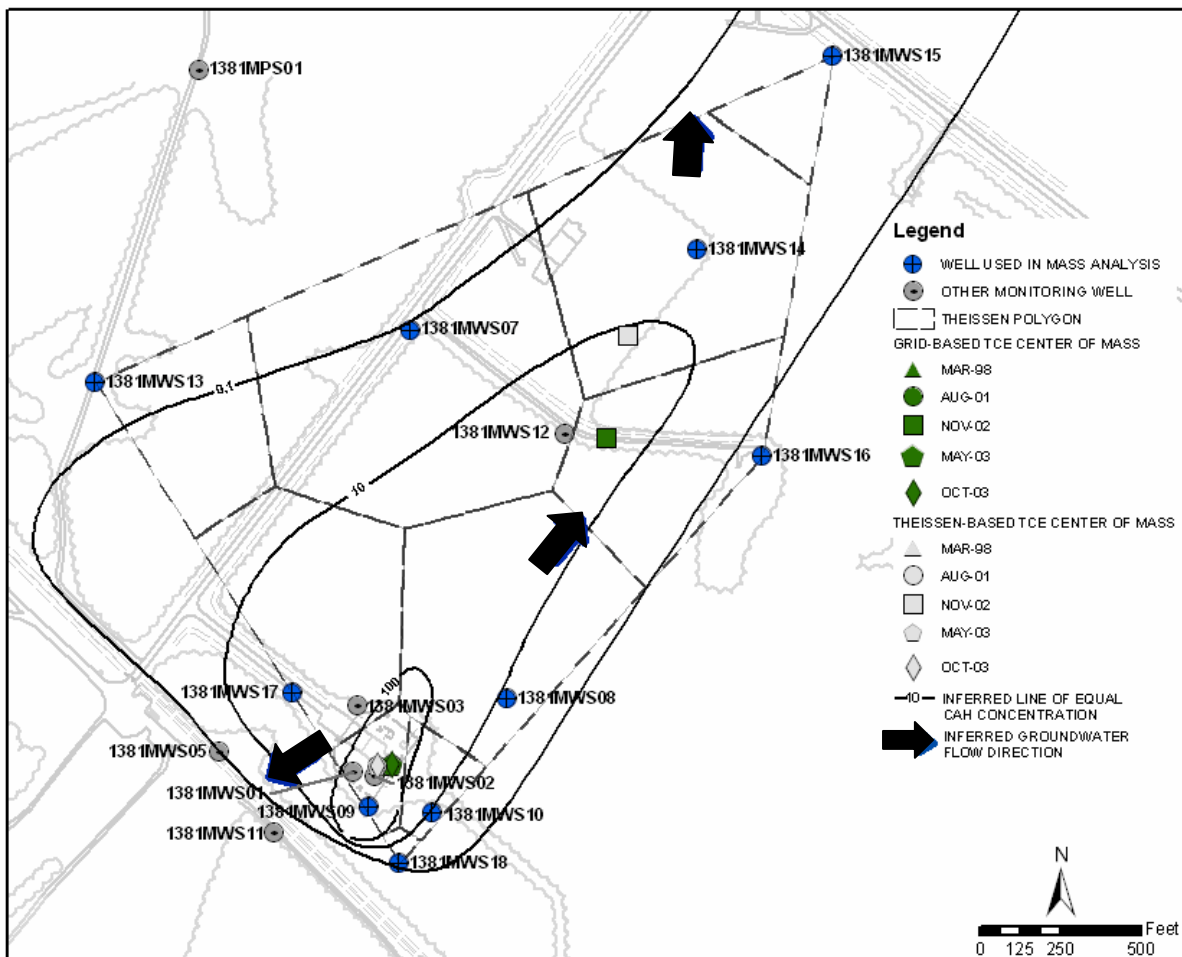 1381MPS01
1381MWS15
1381MWS14
1381MWS07
1381MWS13
0.1
1381MWS12
1381MWS16
10
100
1381MWS17
1381MWS03
1381MWS08
1381MWS05
1381MWS02
1381MWS01
1381MWS09
1381MWS10
1381MWS11
1381MWS18
Legend
WELL USED IN MASS ANALYSIS
OTHER MONITORING WELL
THEISSEN POLYGON
GRID-BASED TCE CENTER OF MASS
MAR-98
AUG-01
NOV-02
MAY-03
OCT-03
THEISSEN-BASED TCE CENTER OF MASS
MAR-98
AUG-01
NOV-02
MAY-03
OCT-03
10
INFERRED LINE OF EQUAL
CAH CONCENTRATION
INFERRED GROUNDWATER
FLOW DIRECTION
N
Feet
0 125 250 500